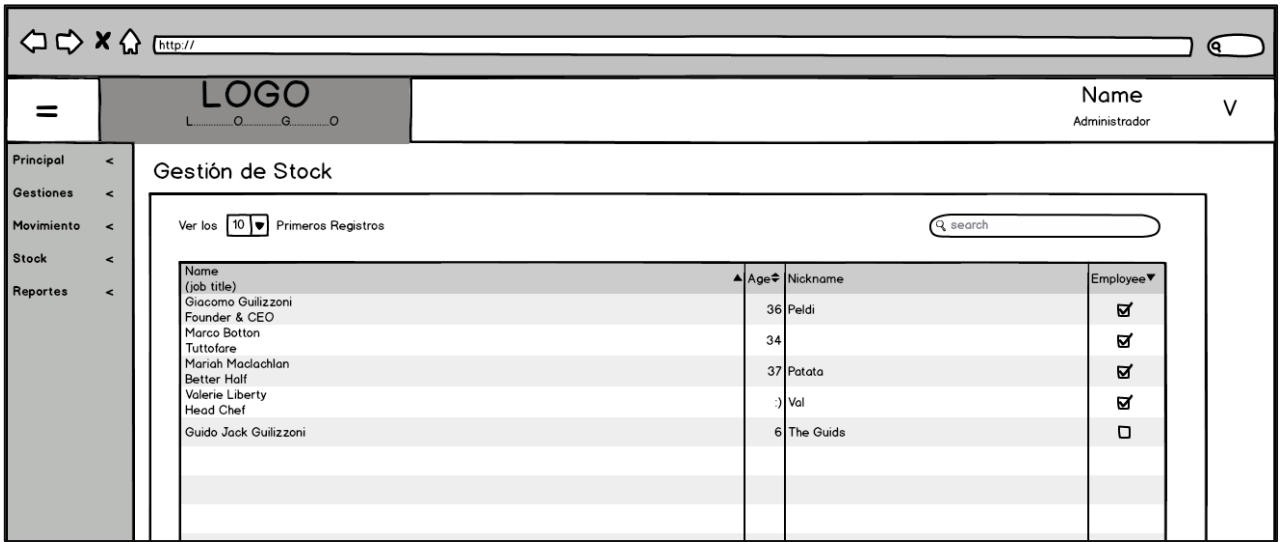 http://
LOGO
L..............O..............G..............O
Name
Administrador
V
Principal <
Gestiones <
Movimiento <
Stock <
Reportes <
Gestión de Stock
Ver los 10 Primeros Registros
search
Name
(job title)
Age
Nickname
Employee
Giacomo Guilizzoni
Founder & CEO
36 Peldi
Marco Botton
Tuttofare
34
Mariah Maclachlan
Better Half
37 Patata
Valerie Liberty
Head Chef
:) Val
Guido Jack Guilizzoni 6 The Guids